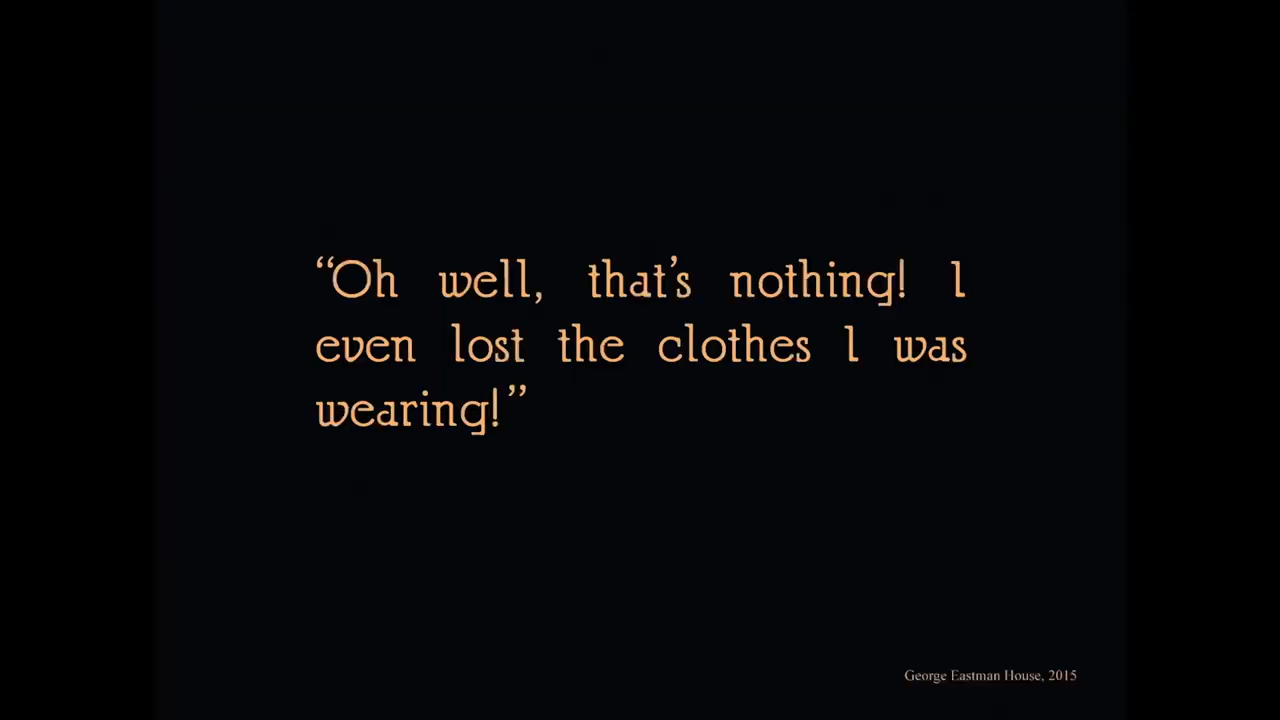 “Oh well, that’s nothing! I
even lost the clothes I was
wearing!”
George Eastman House, 2015